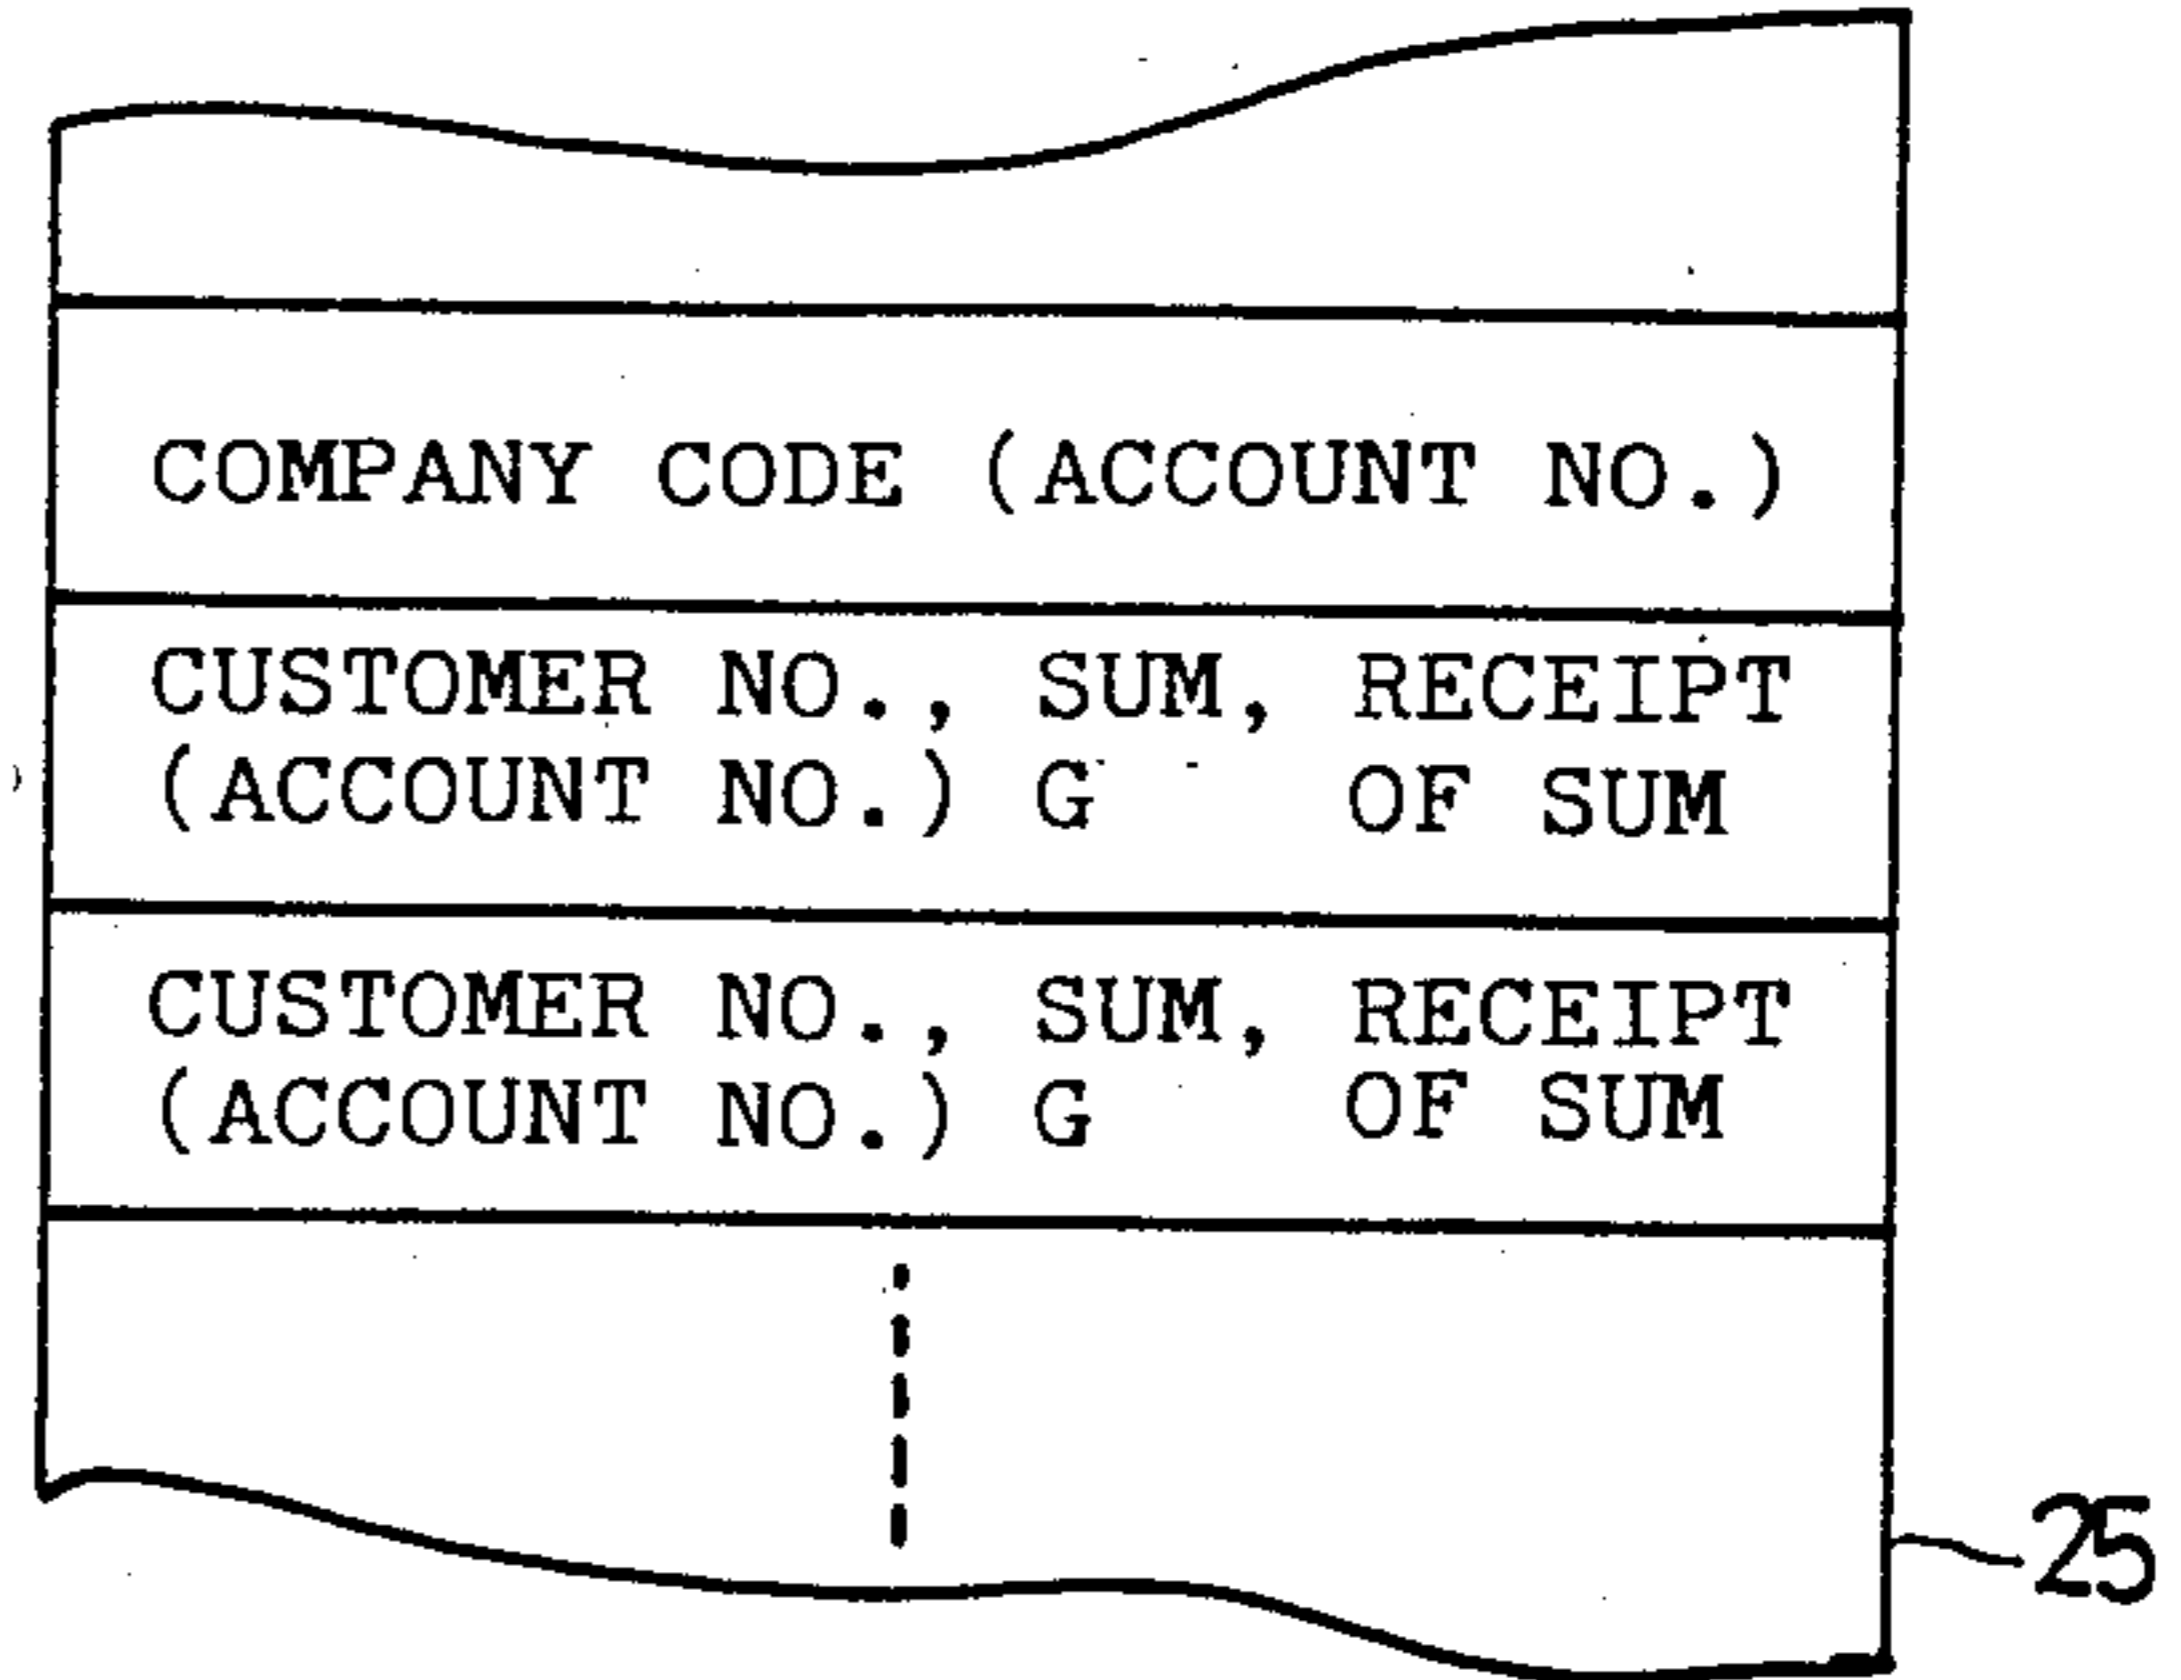 COMPANY CODE (ACCOUNT NO.)
CUSTOMER NO., SUM, RECEIPT
(ACCOUNT NO.) G OF SUM
CUSTOMER NO., SUM, RECEIPT
(ACCOUNT NO.) G OF SUM
25